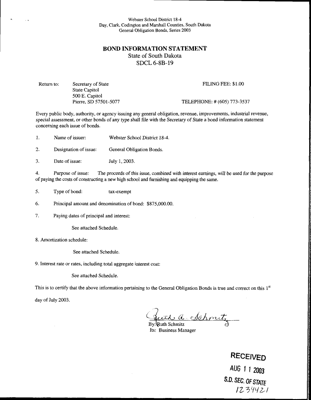 Webster School District 18-4
Day, Clark, Codington and Marshall Counties, South Dakota
General Obligation Bonds, Series 2003
BOND INFORMATION STATEMENT
State of South Dakota
SDCL 6-8B-19
Return to: Secretary of State FILING FEE: $1.00
State Capitol
500 E. Capitol
Pierre, SD 57501-5077 TELEPHONE: # (605) 773-3537
Every public body, authority, or agency issuing any general obligation, revenue, improvements, industrial revenue,
special assessment, or other bonds of any type shall file with the Secretary of State a bond information statement
concerning each issue of bonds.
1. Name of issuer: Webster School District 18-4.
2. Designation of issue: General Obligation Bonds.
3. Date of issue: July 1, 2003.
4. Purpose of issue: The proceeds of this issue, combined with interest earnings, will be used for the purpose
of paying the costs of constructing a new high school and furnishing and equipping the same.
5. Type of bond: tax-exempt
6. Principal amount and denomination of bond: $875,000.00.
7. Paying dates of principal and interest:
See attached Schedule.
8. Amortization schedule:
See attached Schedule.
9. Interest rate or rates, including total aggregate interest cost:
See attached Schedule.
This is to certify that the above information pertaining to the General Obligation Bonds is true and correct on this 1st
day of July 2003.
Ruth A Schmitz
By: Ruth Schmitz
Its: Business Manager
RECEIVED
AUG 11 2003
S.D. SEC. OF STATE
1239421